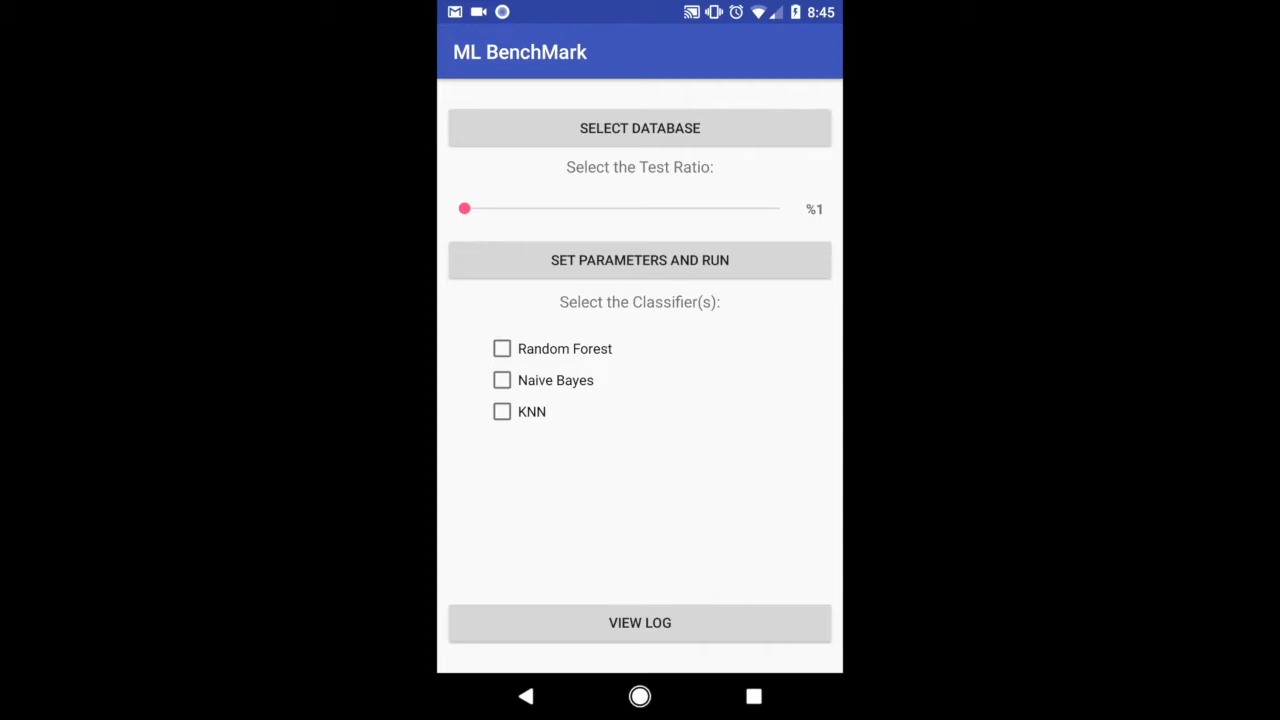 8:45
ML BenchMark
SELECT DATABASE
Select the Test Ratio:
%1
SET PARAMETERS AND RUN
Select the Classifier(s):
Random Forest
Naive Bayes
KNN
VIEW LOG